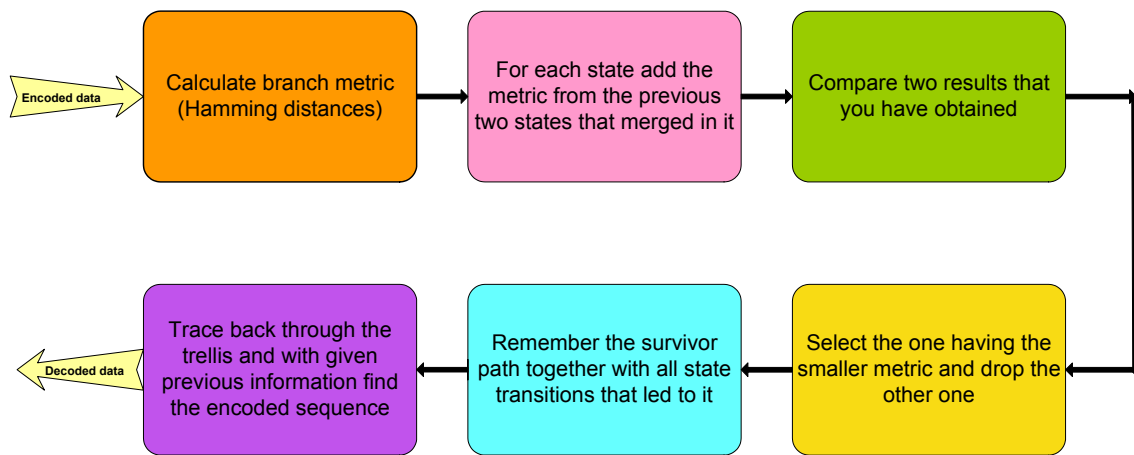 Encoded data
Calculate branch metric
(Hamming distances)
For each state add the
metric from the previous
two states that merged in it
Compare two results that
you have obtained
Select the one having the
smaller metric and drop the
other one
Remember the survivor
path together with all state
transitions that led to it
Trace back through the
trellis and with given
previous information find
the encoded sequence
Decoded data